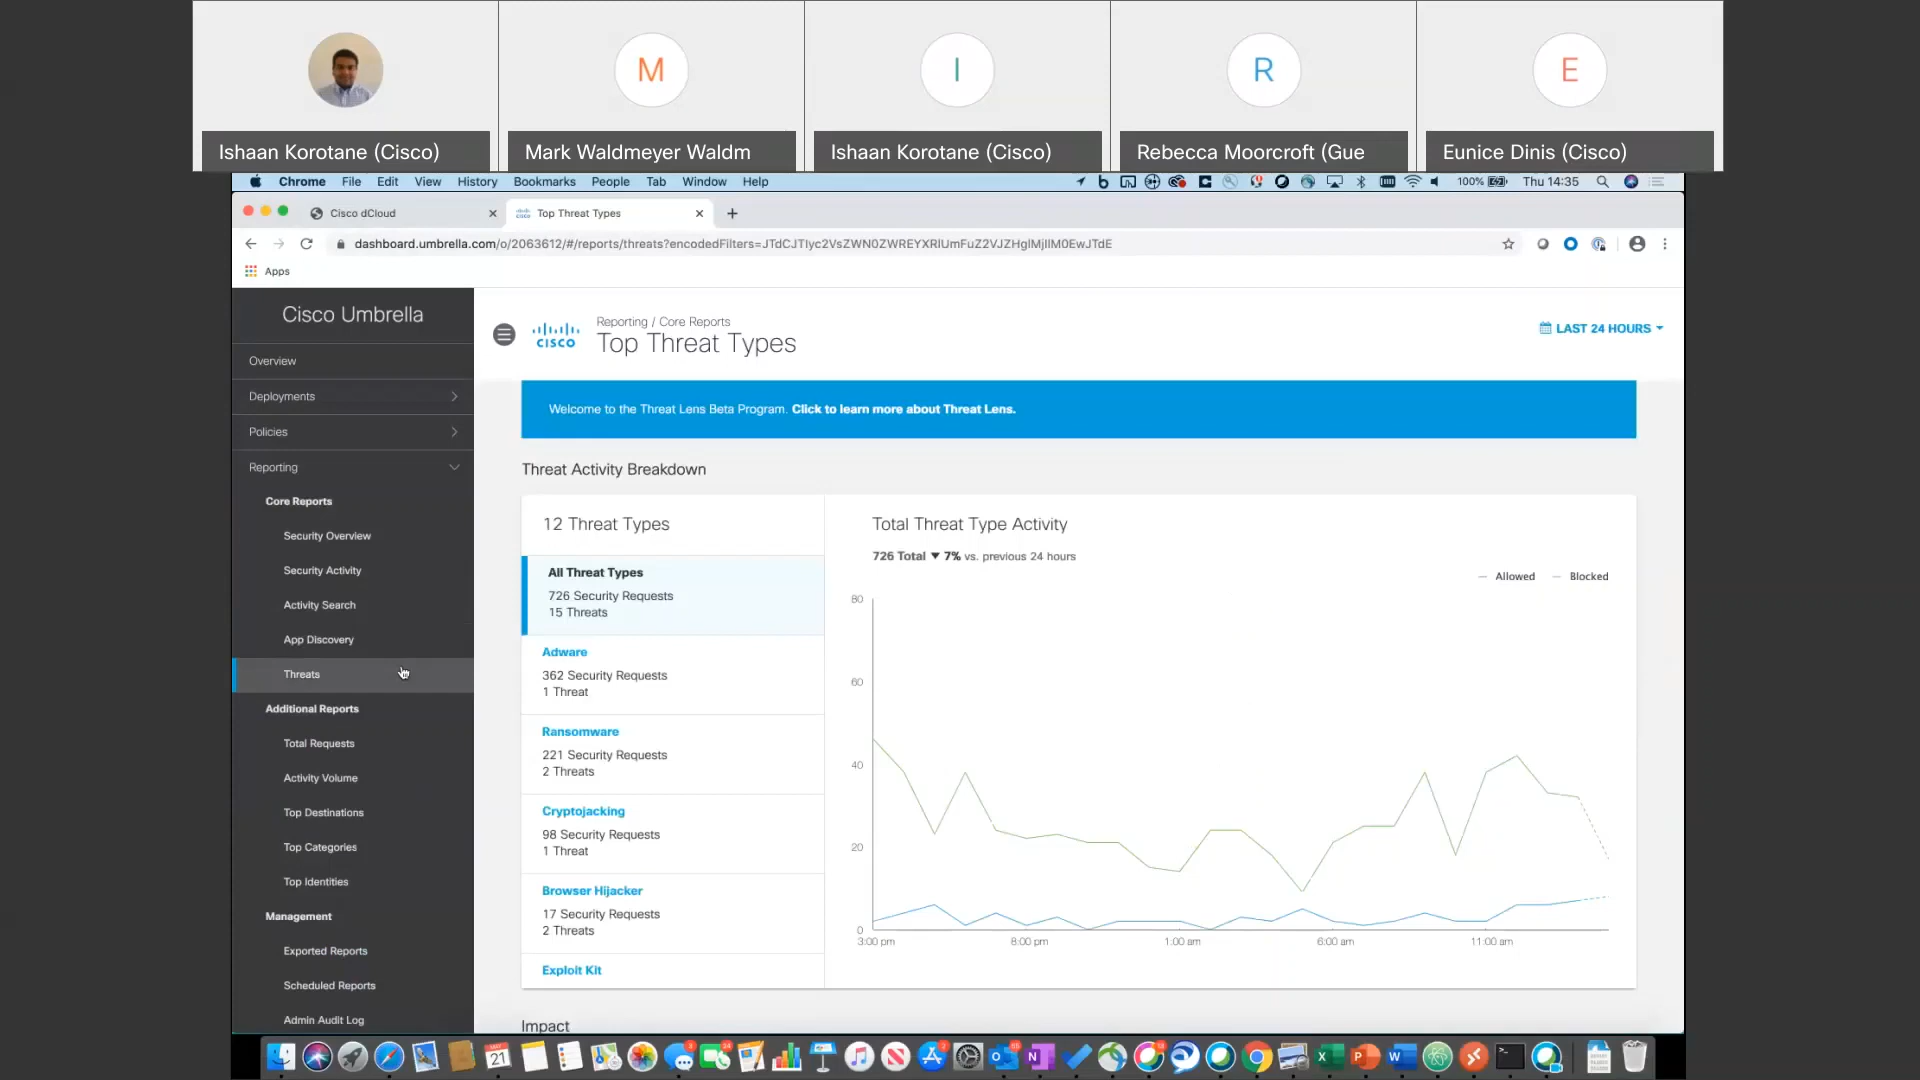 M
I
R
E
Ishaan Korotane (Cisco)
Mark Waldmeyer Waldm
Ishaan Korotane (Cisco)
Rebecca Moorcroft (Gue
Eunice Dinis (Cisco)
Chrome File Edit View History Bookmarks People Tab Window Help
100% Thu 14:35
Cisco dCloud
Top Threat Types
Apps
Cisco Umbrella
Overview
Deployments
Policies
Reporting
Core Reports
Security Overview
Security Activity
Activity Search
App Discovery
Threats
Additional Reports
Total Requests
Activity Volume
Top Destinations
Top Categories
Top Identities
Management
Exported Reports
Scheduled Reports
Admin Audit Log
CISCO
Reporting / Core Reports
Top Threat Types
LAST 24 HOURS
Welcome to the Threat Lens Beta Program. Click to learn more about Threat Lens.
Threat Activity Breakdown
12 Threat Types
All Threat Types
726 Security Requests
15 Threats
Adware
362 Security Requests
1 Threat
Ransomware
221 Security Requests
2 Threats
Cryptojacking
98 Security Requests
1 Threat
Browser Hijacker
17 Security Requests
2 Threats
Exploit Kit
Total Threat Type Activity
726 Total ▼ 7% vs. previous 24 hours
Allowed
Blocked
80
60
40
20
0
3:00 pm
8:00 pm
1:00 am
6:00 am
11:00 am
Impact